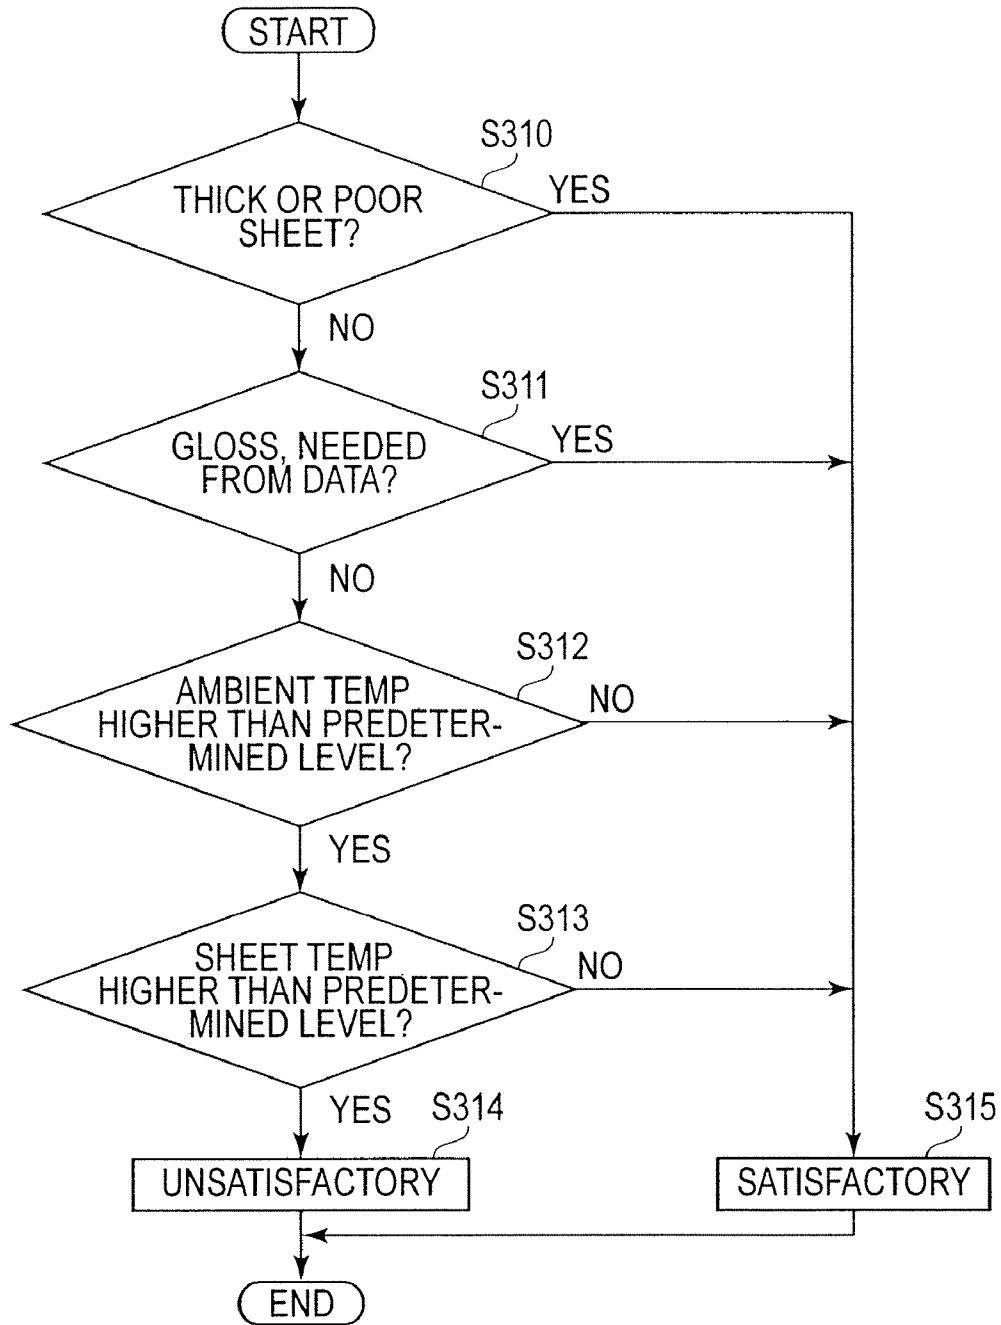 START
S310
THICK OR POOR
SHEET?
YES
NO
S311
GLOSS, NEEDED
FROM DATA?
YES
NO
S312
AMBIENT TEMP
HIGHER THAN PREDETER-
MINED LEVEL?
NO
YES
S313
SHEET TEMP
HIGHER THAN PREDETER-
MINED LEVEL?
NO
YES
S314
S315
UNSATISFACTORY
SATISFACTORY
END